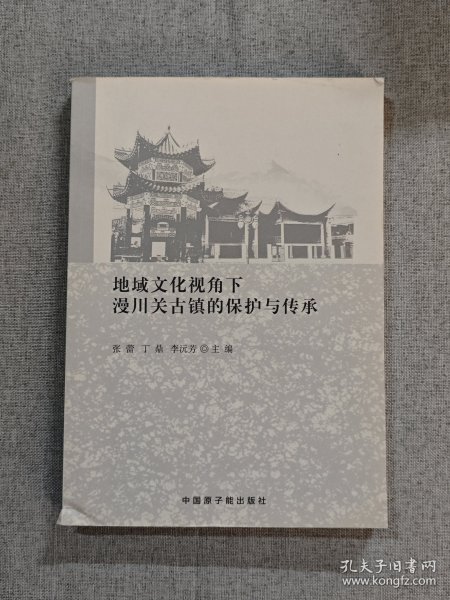 地域文化视角下
漫川关古镇的保护与传承
张蕾 丁鼎 李沅芳◎主编
中国原子能出版社
孔夫子旧书网
www.kongfz.com